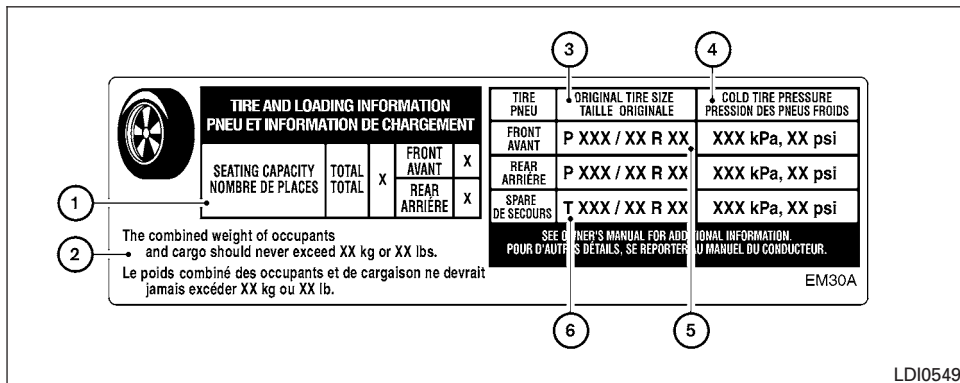 3
4
TIRE AND LOADING INFORMATION
PNEU ET INFORMATION DE CHARGEMENT
SEATING CAPACITY
NOMBRE DE PLACES
TOTAL
TOTAL
X
FRONT
AVANT
X
REAR
ARRIÉRE
X
TIRE
PNEU
ORIGINAL TIRE SIZE
TAILLE ORIGINALE
COLD TIRE PRESSURE
PRESSION DES PNEUS FROIDS
FRONT
AVANT
P XXX / XX R XX
XXX kPa, XX psi
REAR
ARRIÉRE
P XXX / XX R XX
XXX kPa, XX psi
SPARE
DE SECOURS
T XXX / XX R XX
XXX kPa, XX psi
SEE OWNER'S MANUAL FOR ADDITIONAL INFORMATION.
POUR D'AUTRES DÉTAILS, SE REPORTER AU MANUEL DU CONDUCTEUR.
1
2
The combined weight of occupants
and cargo should never exceed XX kg or XX lbs.
Le poids combiné des occupants et de cargaison ne devrait
jamais excéder XX kg ou XX lb.
EM30A
6
5
LDI0549